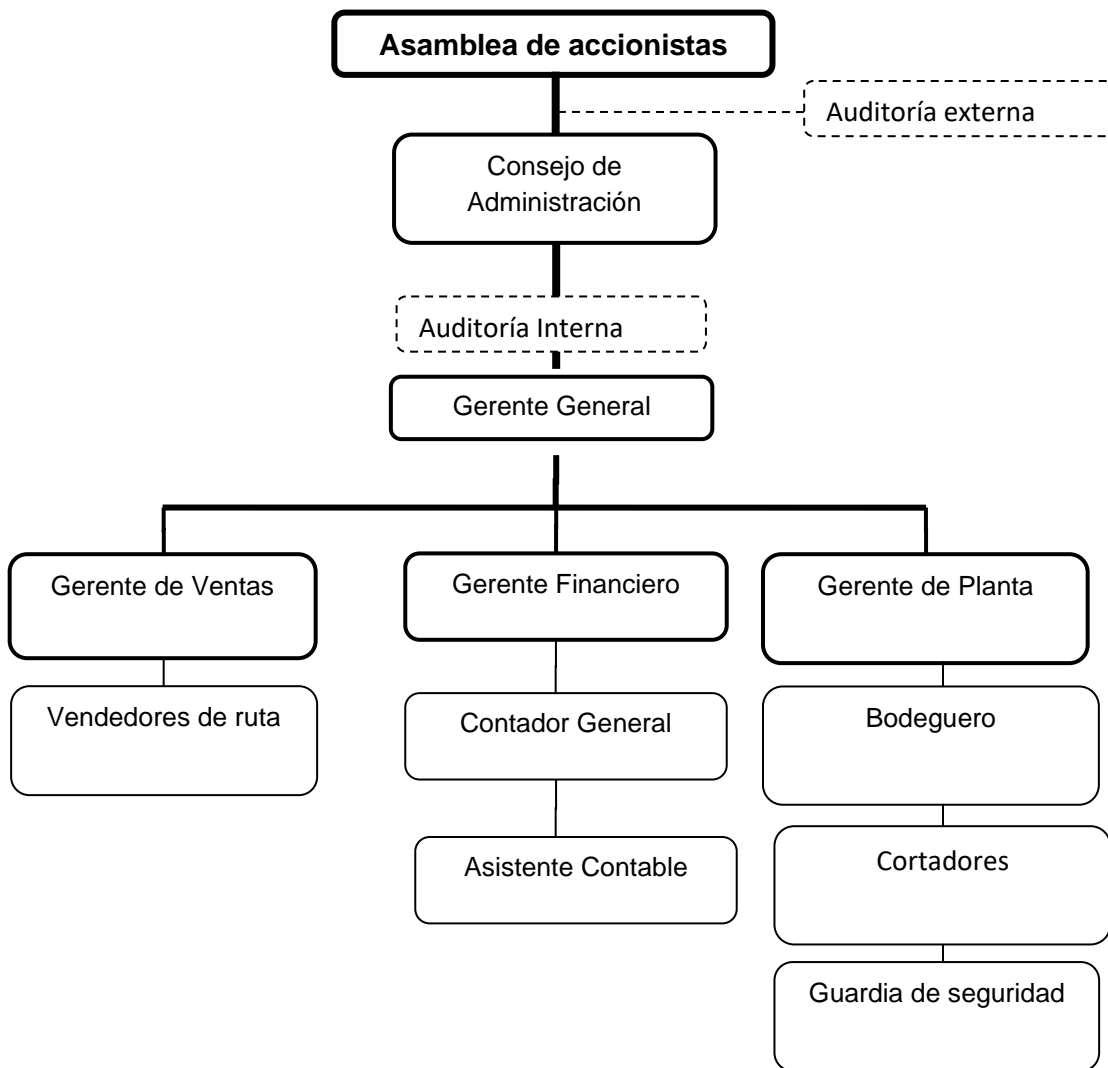 Asamblea de accionistas
Auditoría externa
Consejo de
Administración
Auditoría Interna
Gerente General
Gerente de Ventas
Gerente Financiero
Gerente de Planta
Vendedores de ruta
Contador General
Bodeguero
Asistente Contable
Cortadores
Guardia de seguridad